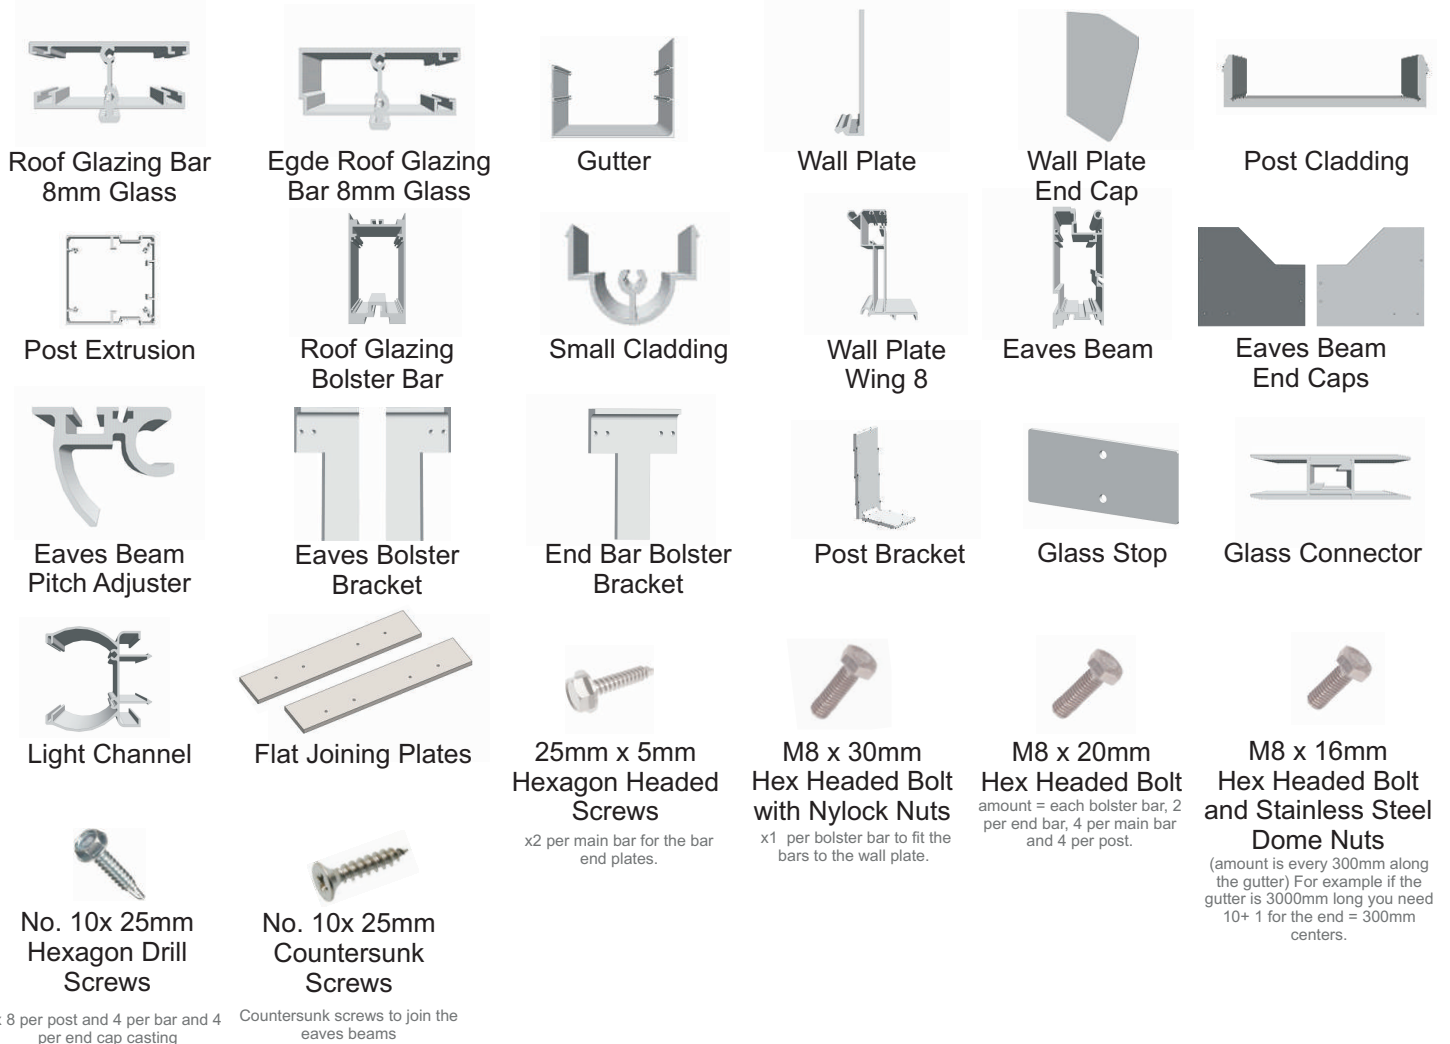 Roof Glazing Bar
8mm Glass
Egde Roof Glazing
Bar 8mm Glass
Gutter
Wall Plate
Wall Plate
End Cap
Post Cladding
Post Extrusion
Roof Glazing
Bolster Bar
Small Cladding
Wall Plate
Wing 8
Eaves Beam
Eaves Beam
End Caps
Eaves Beam
Pitch Adjuster
Eaves Bolster
Bracket
End Bar Bolster
Bracket
Post Bracket
Glass Stop
Glass Connector
Light Channel
Flat Joining Plates
25mm x 5mm
Hexagon Headed
Screws
x2 per main bar for the bar
end plates.
M8 x 30mm
Hex Headed Bolt
with Nylock Nuts
x1 per bolster bar to fit the
bars to the wall plate.
M8 x 20mm
Hex Headed Bolt
amount = each bolster bar, 2
per end bar, 4 per main bar
and 4 per post.
M8 x 16mm
Hex Headed Bolt
and Stainless Steel
Dome Nuts
(amount is every 300mm along
the gutter) For example if the
gutter is 3000mm long you need
10+ 1 for the end = 300mm
centers.
No. 10x 25mm
Hexagon Drill
Screws
x 8 per post and 4 per bar and 4
per end cap casting
No. 10x 25mm
Countersunk
Screws
Countersunk screws to join the
eaves beams